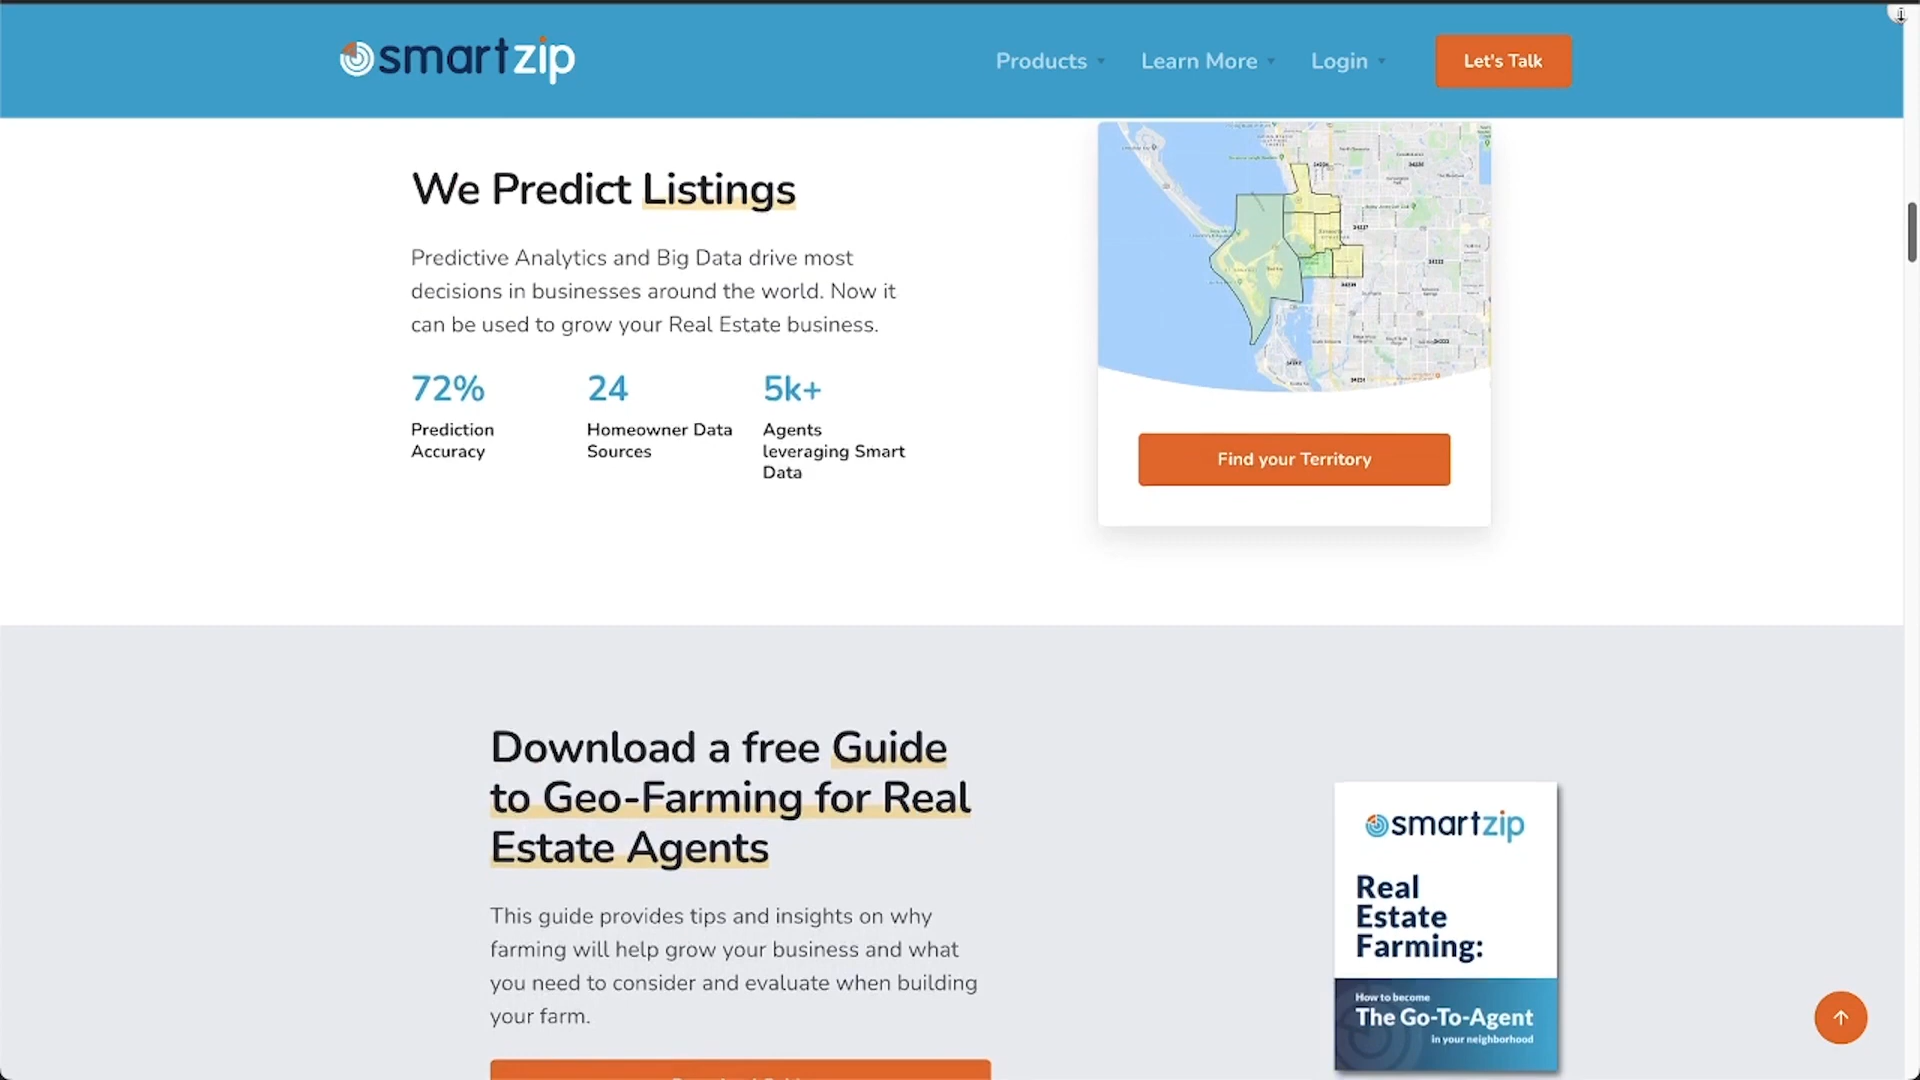 smartzip
Products
Learn More
Login
Let's Talk
We Predict Listings
Predictive Analytics and Big Data drive most
decisions in businesses around the world. Now it
can be used to grow your Real Estate business.
72%
Prediction
Accuracy
24
Homeowner Data
Sources
5k+
Agents
leveraging Smart
Data
Find your Territory
Download a free Guide
to Geo-Farming for Real
Estate Agents
This guide provides tips and insights on why
farming will help grow your business and what
you need to consider and evaluate when building
your farm.
smartzip
Real
Estate
Farming:
How to become
The Go-To-Agent
in your neighborhood